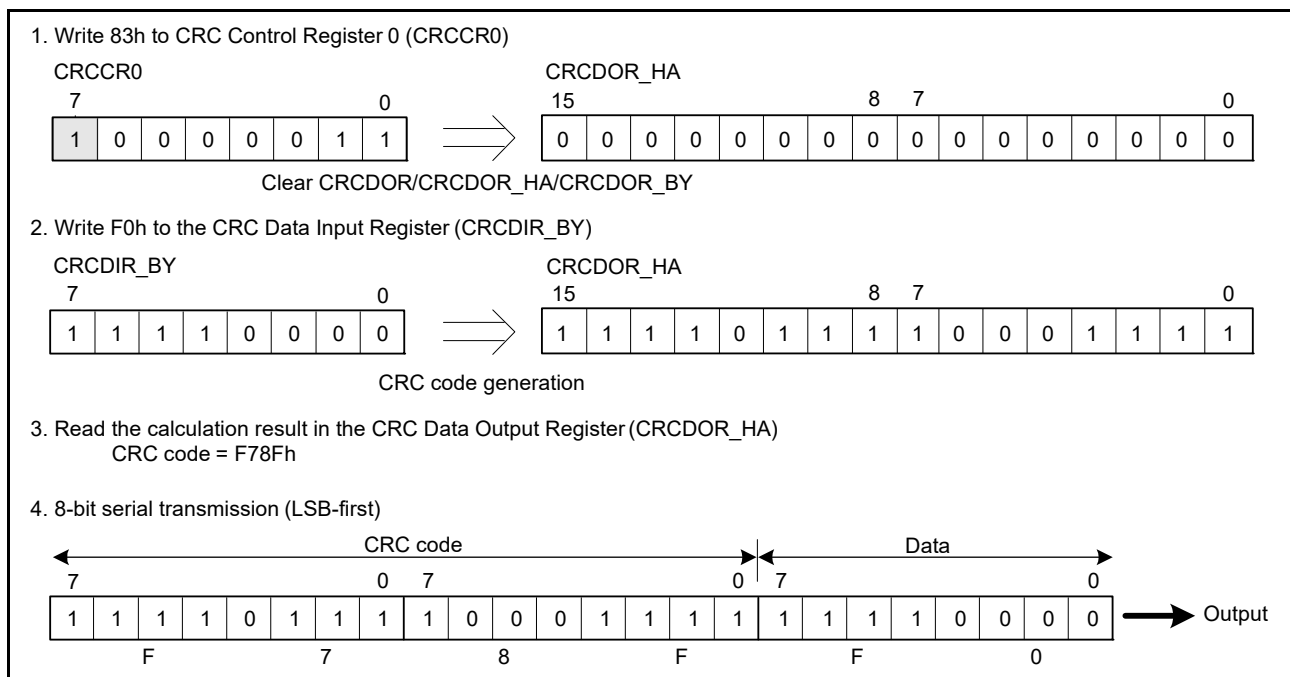 1. Write 83h to CRC Control Register 0 (CRCCR0)
CRCCR0 CRCDOR_HA
7 0 15 8 7 0
1 0 0 0 0 0 1 1 0 0 0 0 0 0 0 0 0 0 0 0 0 0 0 0
Clear CRCDOR/CRCDOR_HA/CRCDOR_BY
2. Write F0h to the CRC Data Input Register (CRCDIR_BY)
CRCDIR_BY CRCDOR_HA
7 0 15 8 7 0
1 1 1 1 0 0 0 0 1 1 1 1 0 1 1 1 1 0 0 0 1 1 1 1
CRC code generation
3. Read the calculation result in the CRC Data Output Register (CRCDOR_HA)
CRC code = F78Fh
4. 8-bit serial transmission (LSB-first)
CRC code Data
7 0 7 0 7 0
1 1 1 1 0 1 1 1 1 0 0 0 1 1 1 1 1 1 1 1 0 0 0 0 Output
F 7 8 F F 0